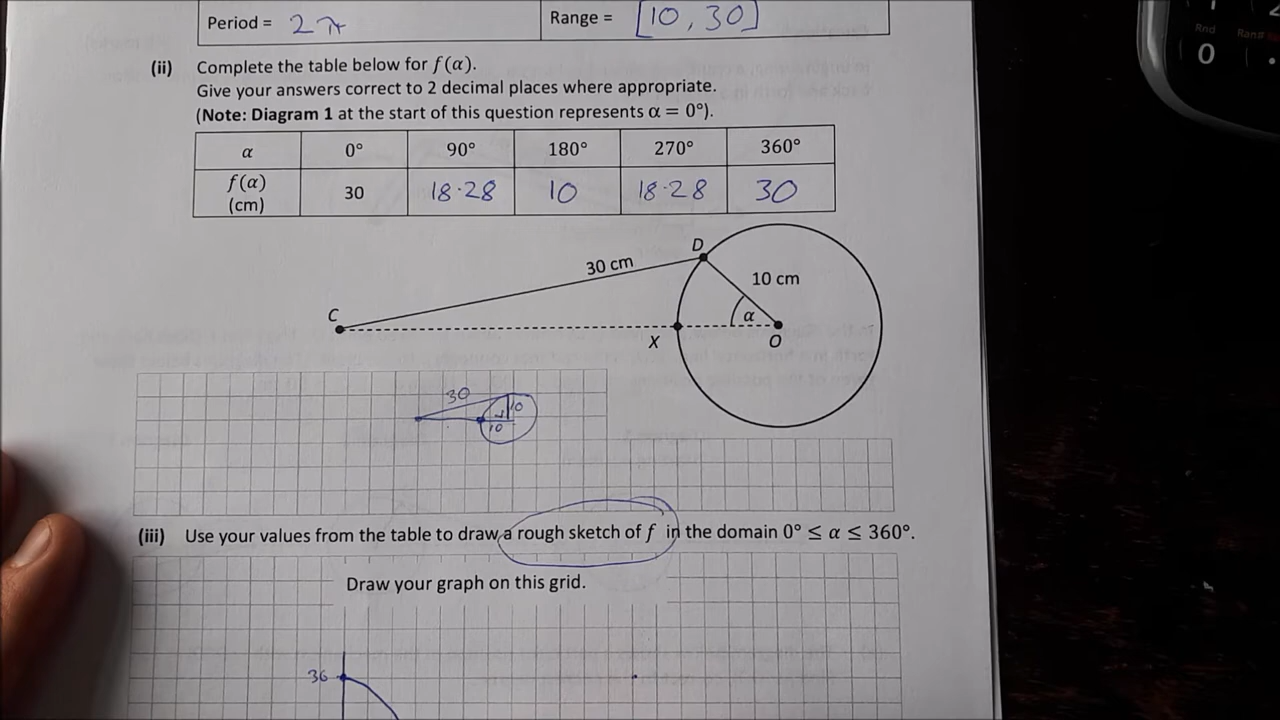 Period = 2π Range = [10, 30]
(ii) Complete the table below for f(α).
Give your answers correct to 2 decimal places where appropriate.
(Note: Diagram 1 at the start of this question represents α = 0°).
α 0° 90° 180° 270° 360°
f(α) (cm) 30 18·28 10 18·28 30
D
30 cm
10 cm
C
α
X
O
30
10
10
(iii) Use your values from the table to draw a rough sketch of f in the domain 0° ≤ α ≤ 360°.
Draw your graph on this grid.
36
Rnd Ran#
0 .